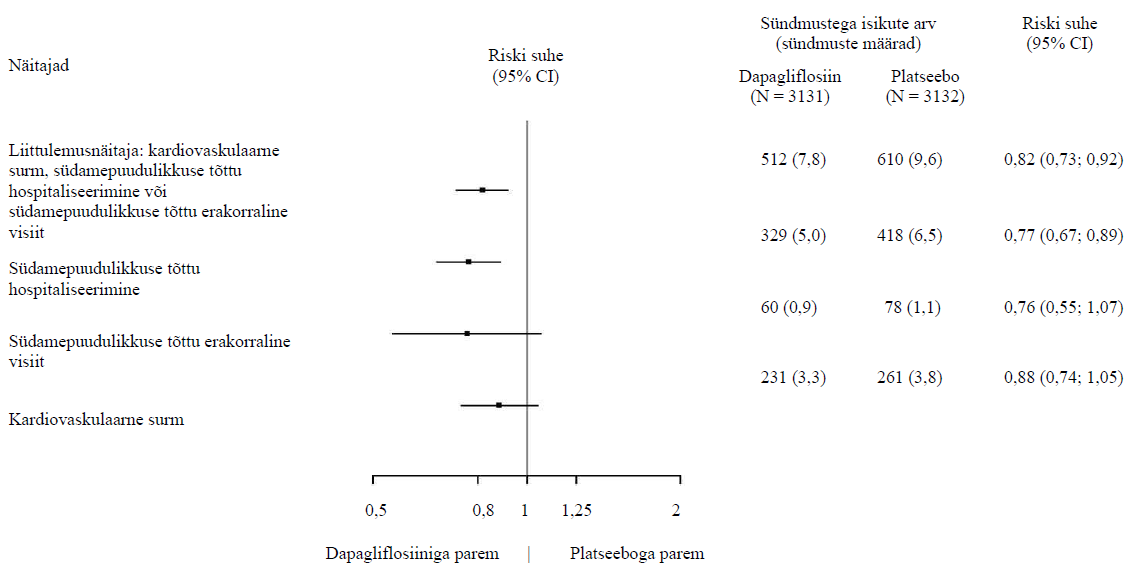 Näitajad
Riski suhe
(95% CI)
Sündmustega isikute arv
(sündmuste määrad)
Riski suhe
(95% CI)
Dapagliflosiin
(N = 3131)
Platseebo
(N = 3132)
Liittulemusnäitaja: kardiovaskulaarne
surm, südamepuudulikkuse tõttu
hospitaliseerimine või
südamepuudulikkuse tõttu erakorraline
visiit
512 (7,8) 610 (9,6) 0,82 (0,73; 0,92)
Südamepuudulikkuse tõttu
hospitaliseerimine
329 (5,0) 418 (6,5) 0,77 (0,67; 0,89)
Südamepuudulikkuse tõttu erakorraline
visiit
60 (0,9) 78 (1,1) 0,76 (0,55; 1,07)
Kardiovaskulaarne surm
231 (3,3) 261 (3,8) 0,88 (0,74; 1,05)
0,5 0,8 1 1,25 2
Dapagliflosiiniga parem | Platseeboga parem